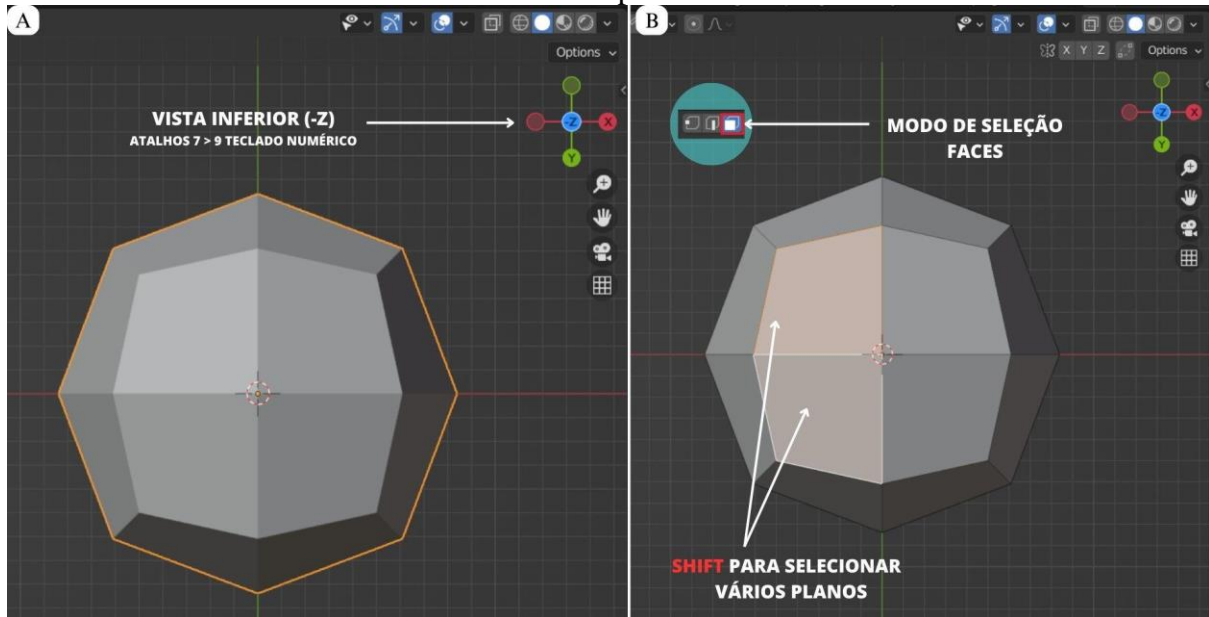 A
Options
VISTA INFERIOR (-Z)
ATALHOS 7 > 9 TECLADO NUMÉRICO
-Z
X
Y
B
X Y Z
Options
MODO DE SELEÇÃO
FACES
-Z
X
Y
SHIFT PARA SELECIONAR
VÁRIOS PLANOS